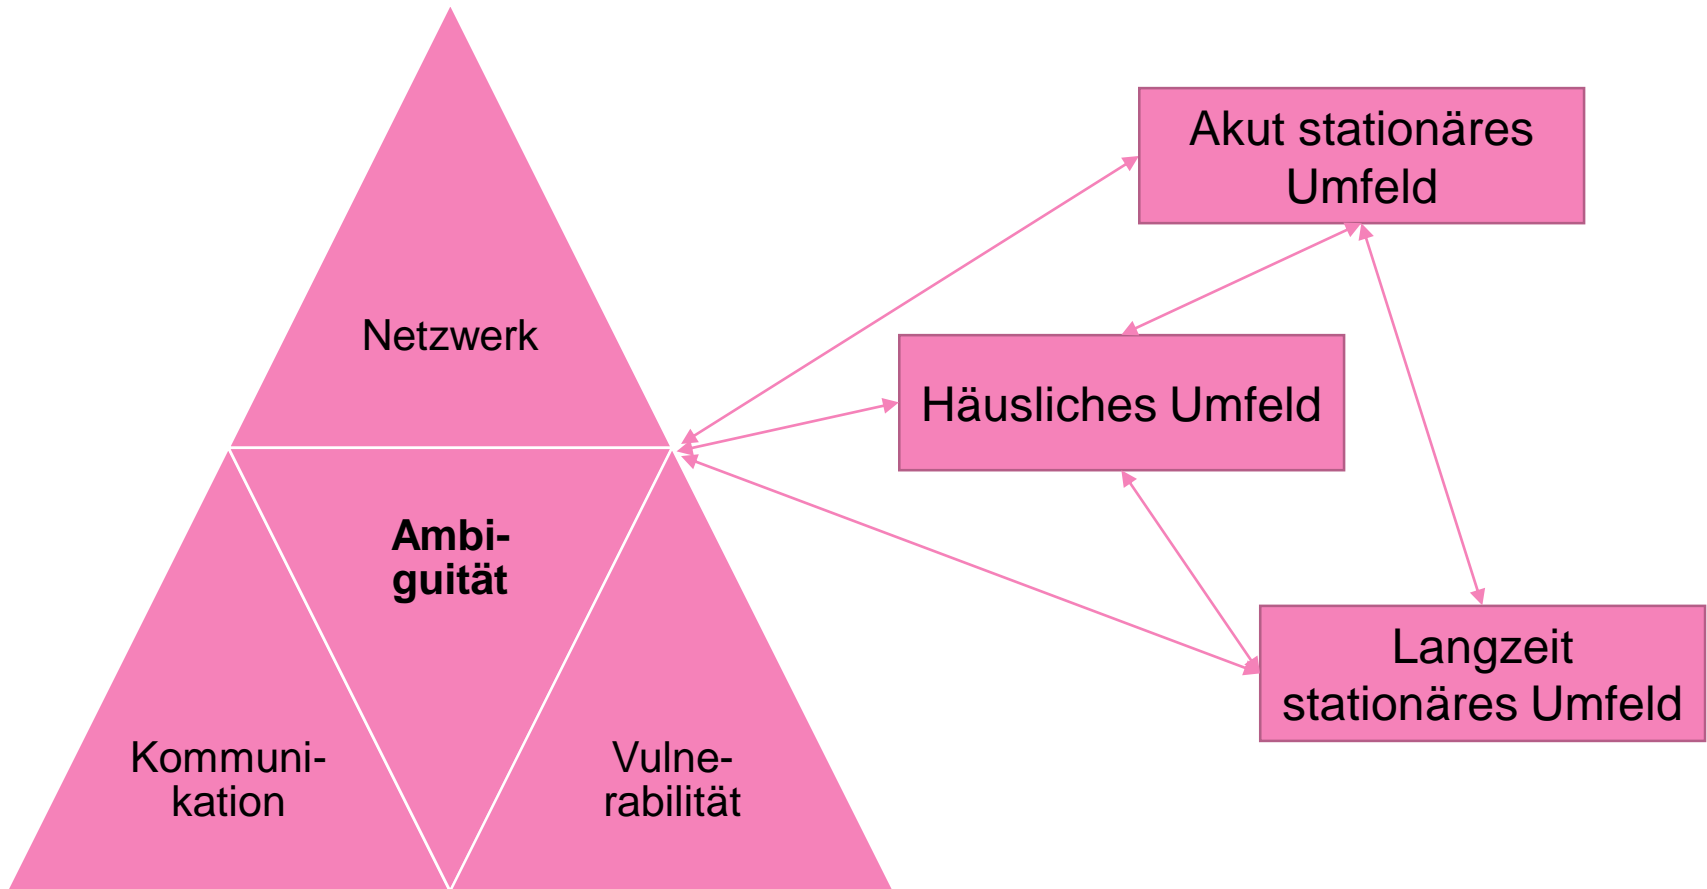 Netzwerk
Ambi-
guität
Kommuni-
kation
Vulne-
rabilität
Akut stationäres
Umfeld
Häusliches Umfeld
Langzeit
stationäres Umfeld